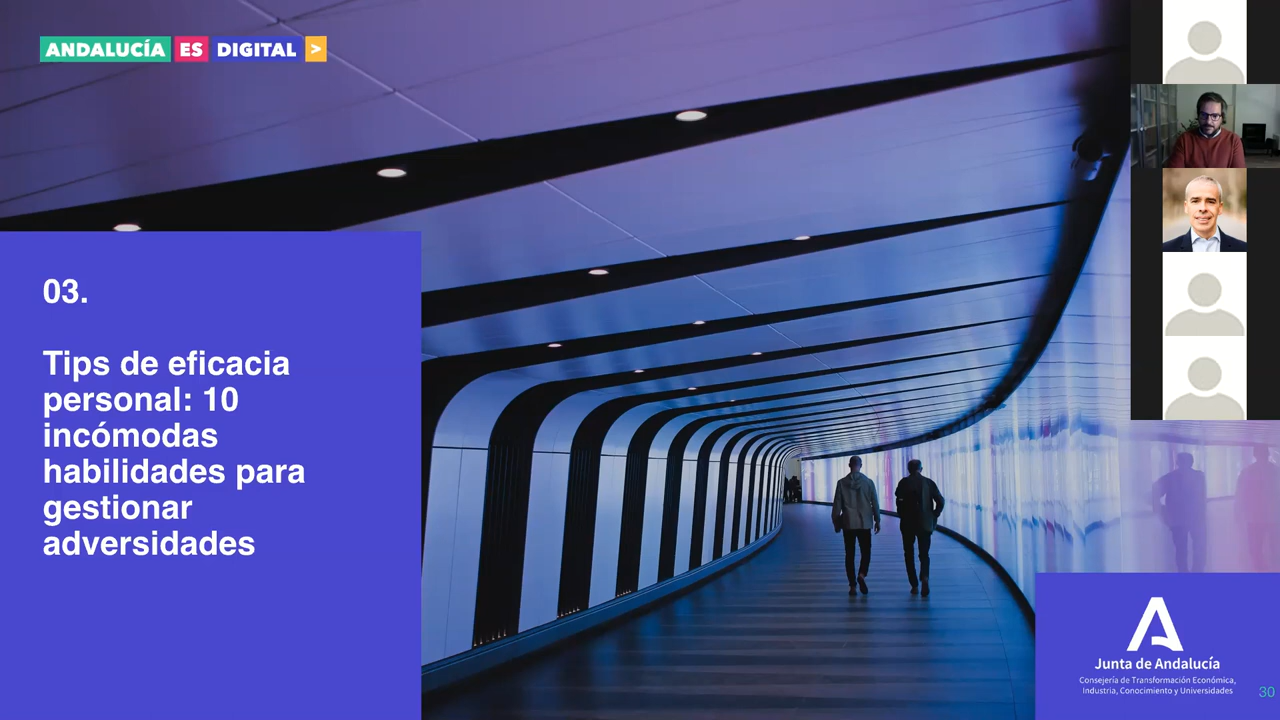 ANDALUCÍA ES DIGITAL >
03.
Tips de eficacia
personal: 10
incómodas
habilidades para
gestionar
adversidades
Junta de Andalucía
Consejería de Transformación Económica,
Industria, Conocimiento y Universidades
30